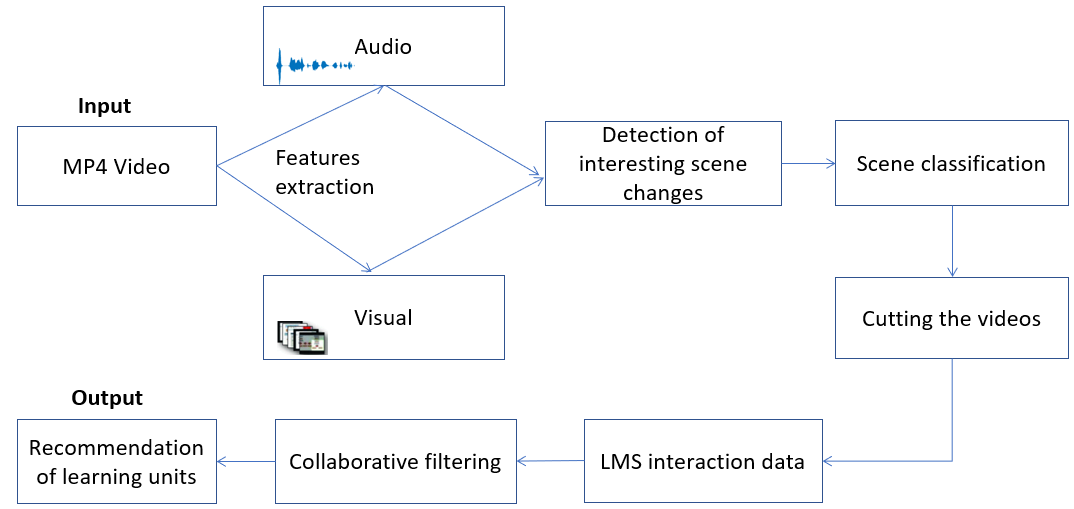 Audio
Input
MP4 Video
Features
extraction
Detection of
interesting scene
changes
Scene classification
Visual
Cutting the videos
Output
Recommendation
of learning units
Collaborative filtering
LMS interaction data